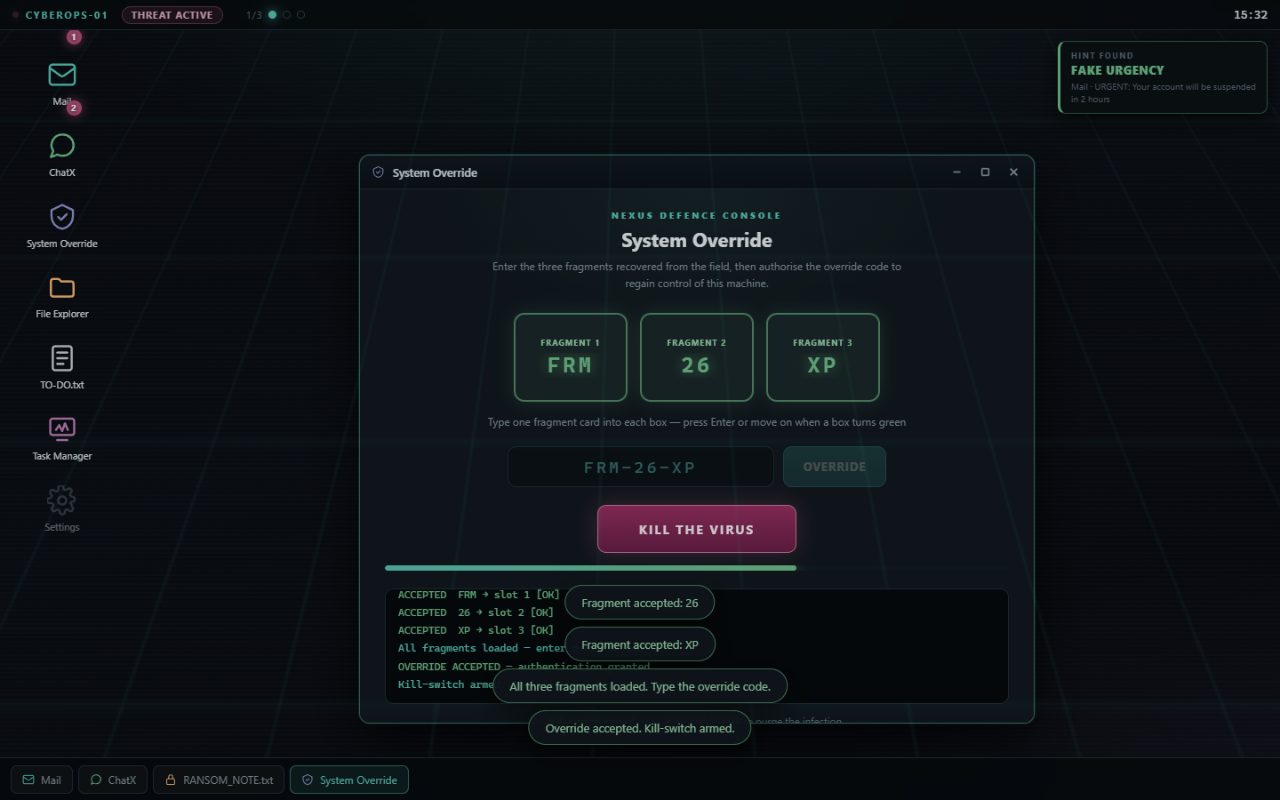 CYBEROPS-01
THREAT ACTIVE
1/3
15:32
1
Mail
2
ChatX
System Override
File Explorer
TO-DO.txt
Task Manager
Settings
HINT FOUND
FAKE URGENCY
Mail · URGENT: Your account will be suspended
in 2 hours
System Override
NEXUS DEFENCE CONSOLE
System Override
Enter the three fragments recovered from the field, then authorise the override code to
regain control of this machine.
FRAGMENT 1
FRM
FRAGMENT 2
26
FRAGMENT 3
XP
Type one fragment card into each box — press Enter or move on when a box turns green
FRM-26-XP
OVERRIDE
KILL THE VIRUS
ACCEPTED FRM → slot 1 [OK]
ACCEPTED 26 → slot 2 [OK]
ACCEPTED XP → slot 3 [OK]
All fragments loaded — enter
OVERRIDE ACCEPTED — authentication granted
Kill-switch arme
Fragment accepted: 26
Fragment accepted: XP
All three fragments loaded. Type the override code.
Override accepted. Kill-switch armed.
purge the infection
Mail
ChatX
RANSOM_NOTE.txt
System Override